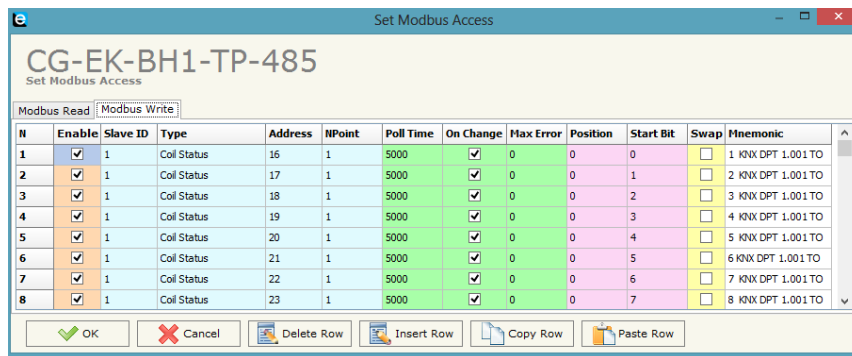 e Set Modbus Access
CG-EK-BH1-TP-485
Set Modbus Access
Modbus Read Modbus Write
N Enable Slave ID Type Address NPoint Poll Time On Change Max Error Position Start Bit Swap Mnemonic
1 1 Coil Status 16 1 5000 0 0 0 1 KNX DPT 1.001 TO
2 1 Coil Status 17 1 5000 0 0 1 2 KNX DPT 1.001 TO
3 1 Coil Status 18 1 5000 0 0 2 3 KNX DPT 1.001 TO
4 1 Coil Status 19 1 5000 0 0 3 4 KNX DPT 1.001 TO
5 1 Coil Status 20 1 5000 0 0 4 5 KNX DPT 1.001 TO
6 1 Coil Status 21 1 5000 0 0 5 6 KNX DPT 1.001 TO
7 1 Coil Status 22 1 5000 0 0 6 7 KNX DPT 1.001 TO
8 1 Coil Status 23 1 5000 0 0 7 8 KNX DPT 1.001 TO
OK Cancel Delete Row Insert Row Copy Row Paste Row